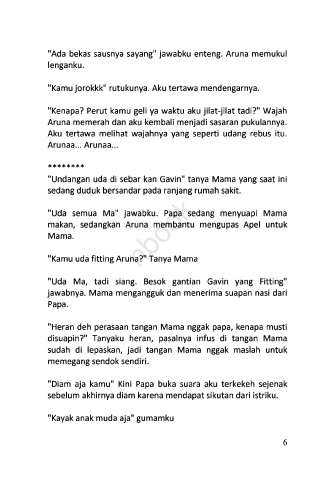 "Ada bekas sausnya sayang" jawabku enteng. Aruna memukul
lenganku.
"Kamu jorokkk" rutukunya. Aku tertawa mendengarnya.
"Kenapa? Perut kamu geli ya waktu aku jilat-jilat tadi?" Wajah
Aruna memerah dan aku kembali menjadi sasaran pukulannya.
Aku tertawa melihat wajahnya yang seperti udang rebus itu.
Arunaa... Arunaa...
********
"Undangan uda di sebar kan Gavin" tanya Mama yang saat ini
sedang duduk bersandar pada ranjang rumah sakit.
"Uda semua Ma" jawabku. Papa sedang menyuapi Mama
makan, sedangkan Aruna membantu mengupas Apel untuk
Mama.
"Kamu uda fitting Aruna?" Tanya Mama
"Uda Ma, tadi siang. Besok gantian Gavin yang Fitting"
jawabnya. Mama mengangguk dan menerima suapan nasi dari
Papa.
"Heran deh perasaan tangan Mama nggak papa, kenapa musti
disuapin?" Tanyaku heran, pasalnya infus di tangan Mama
sudah di lepaskan, jadi tangan Mama nggak maslah untuk
memegang sendok sendiri.
"Diam aja kamu" Kini Papa buka suara aku terkekeh sejenak
sebelum akhirnya diam karena mendapat sikutan dari istriku.
"Kayak anak muda aja" gumamku
6